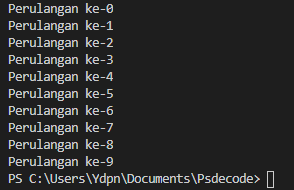 Perulangan ke-0
Perulangan ke-1
Perulangan ke-2
Perulangan ke-3
Perulangan ke-4
Perulangan ke-5
Perulangan ke-6
Perulangan ke-7
Perulangan ke-8
Perulangan ke-9
PS C:\Users\Ydpn\Documents\Psdecode>